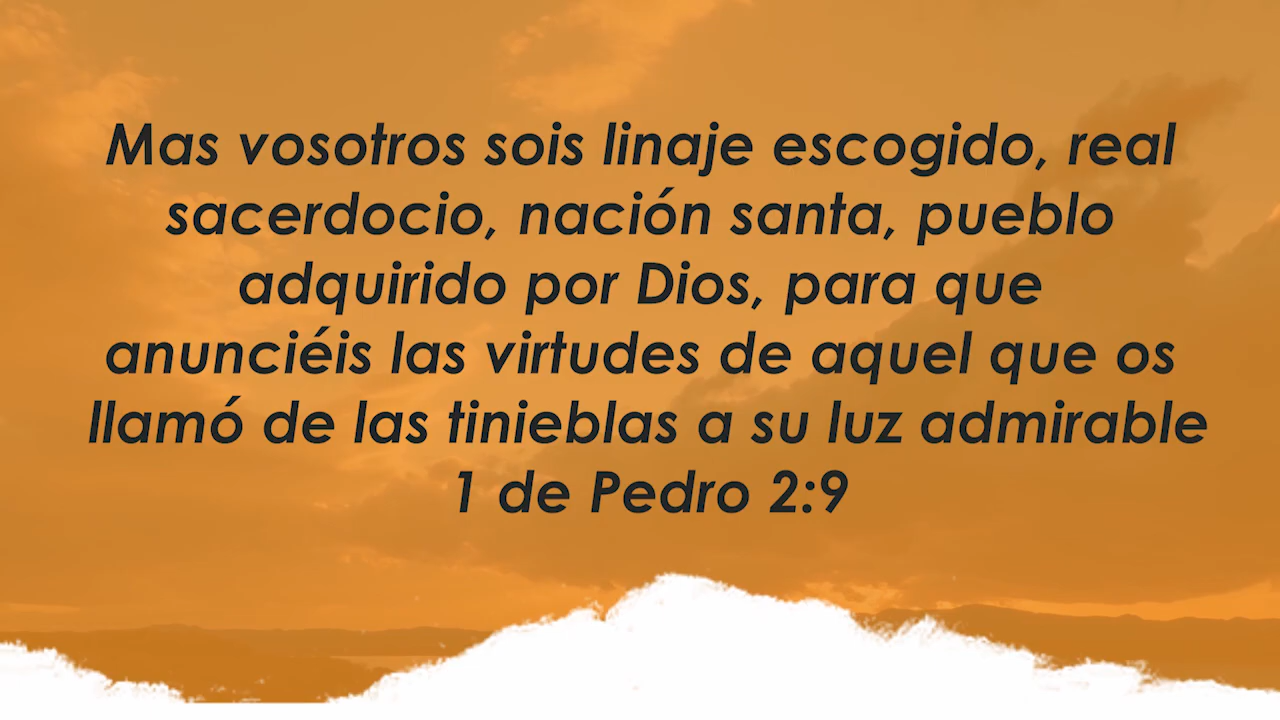 Mas vosotros sois linaje escogido, real
sacerdocio, nación santa, pueblo
adquirido por Dios, para que
anunciéis las virtudes de aquel que os
llamó de las tinieblas a su luz admirable
1 de Pedro 2:9